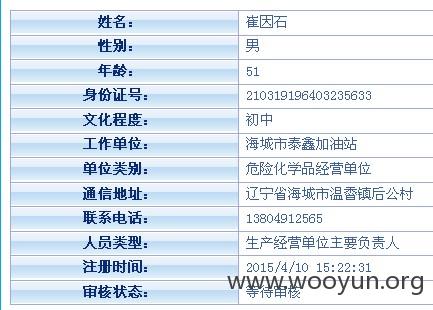 姓名： 崔因石
性别： 男
年龄： 51
身份证号： 210319196403235633
文化程度： 初中
工作单位： 海城市泰鑫加油站
单位类别： 危险化学品经营单位
通信地址： 辽宁省海城市温香镇后公村
联系电话： 13804912565
人员类型： 生产经营单位主要负责人
注册时间： 2015/4/10 15:22:31
审核状态： 等待审核
www.wooyun.org